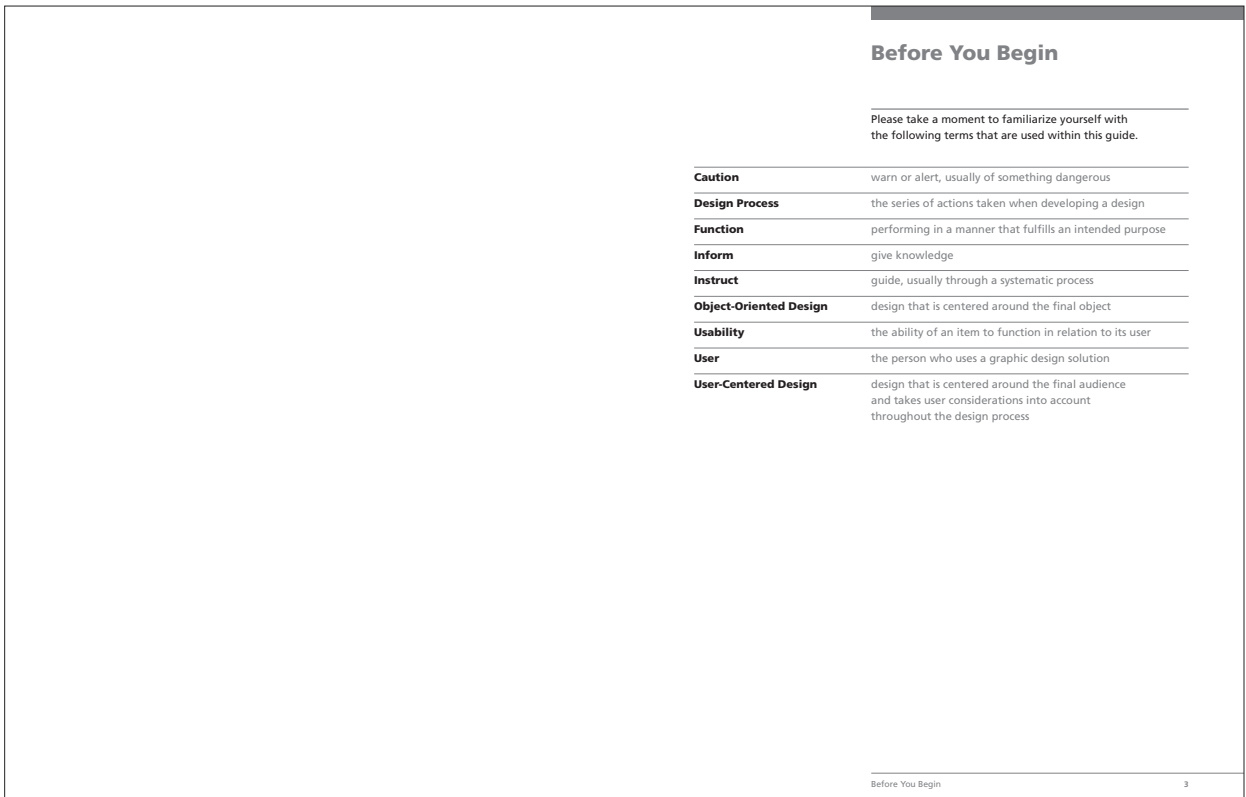 Before You Begin
Please take a moment to familiarize yourself with
the following terms that are used within this guide.
Caution warn or alert, usually of something dangerous
Design Process the series of actions taken when developing a design
Function performing in a manner that fulfills an intended purpose
Inform give knowledge
Instruct guide, usually through a systematic process
Object-Oriented Design design that is centered around the final object
Usability the ability of an item to function in relation to its user
User the person who uses a graphic design solution
User-Centered Design design that is centered around the final audience
and takes user considerations into account
throughout the design process
Before You Begin 3